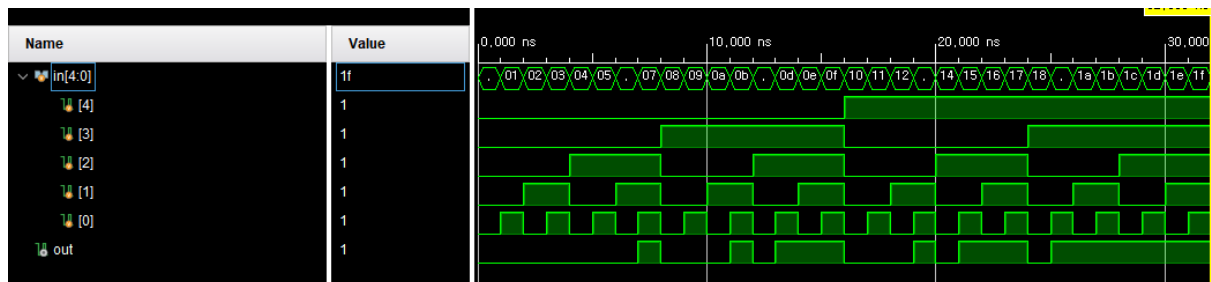 Name Value
0,000 ns 10,000 ns 20,000 ns 30,000
in[4:0] 1f . 01 02 03 04 05 . 07 08 09 0a 0b . 0d 0e 0f 10 11 12 . 14 15 16 17 18 . 1a 1b 1c 1d 1e 1f
[4] 1
[3] 1
[2] 1
[1] 1
[0] 1
out 1